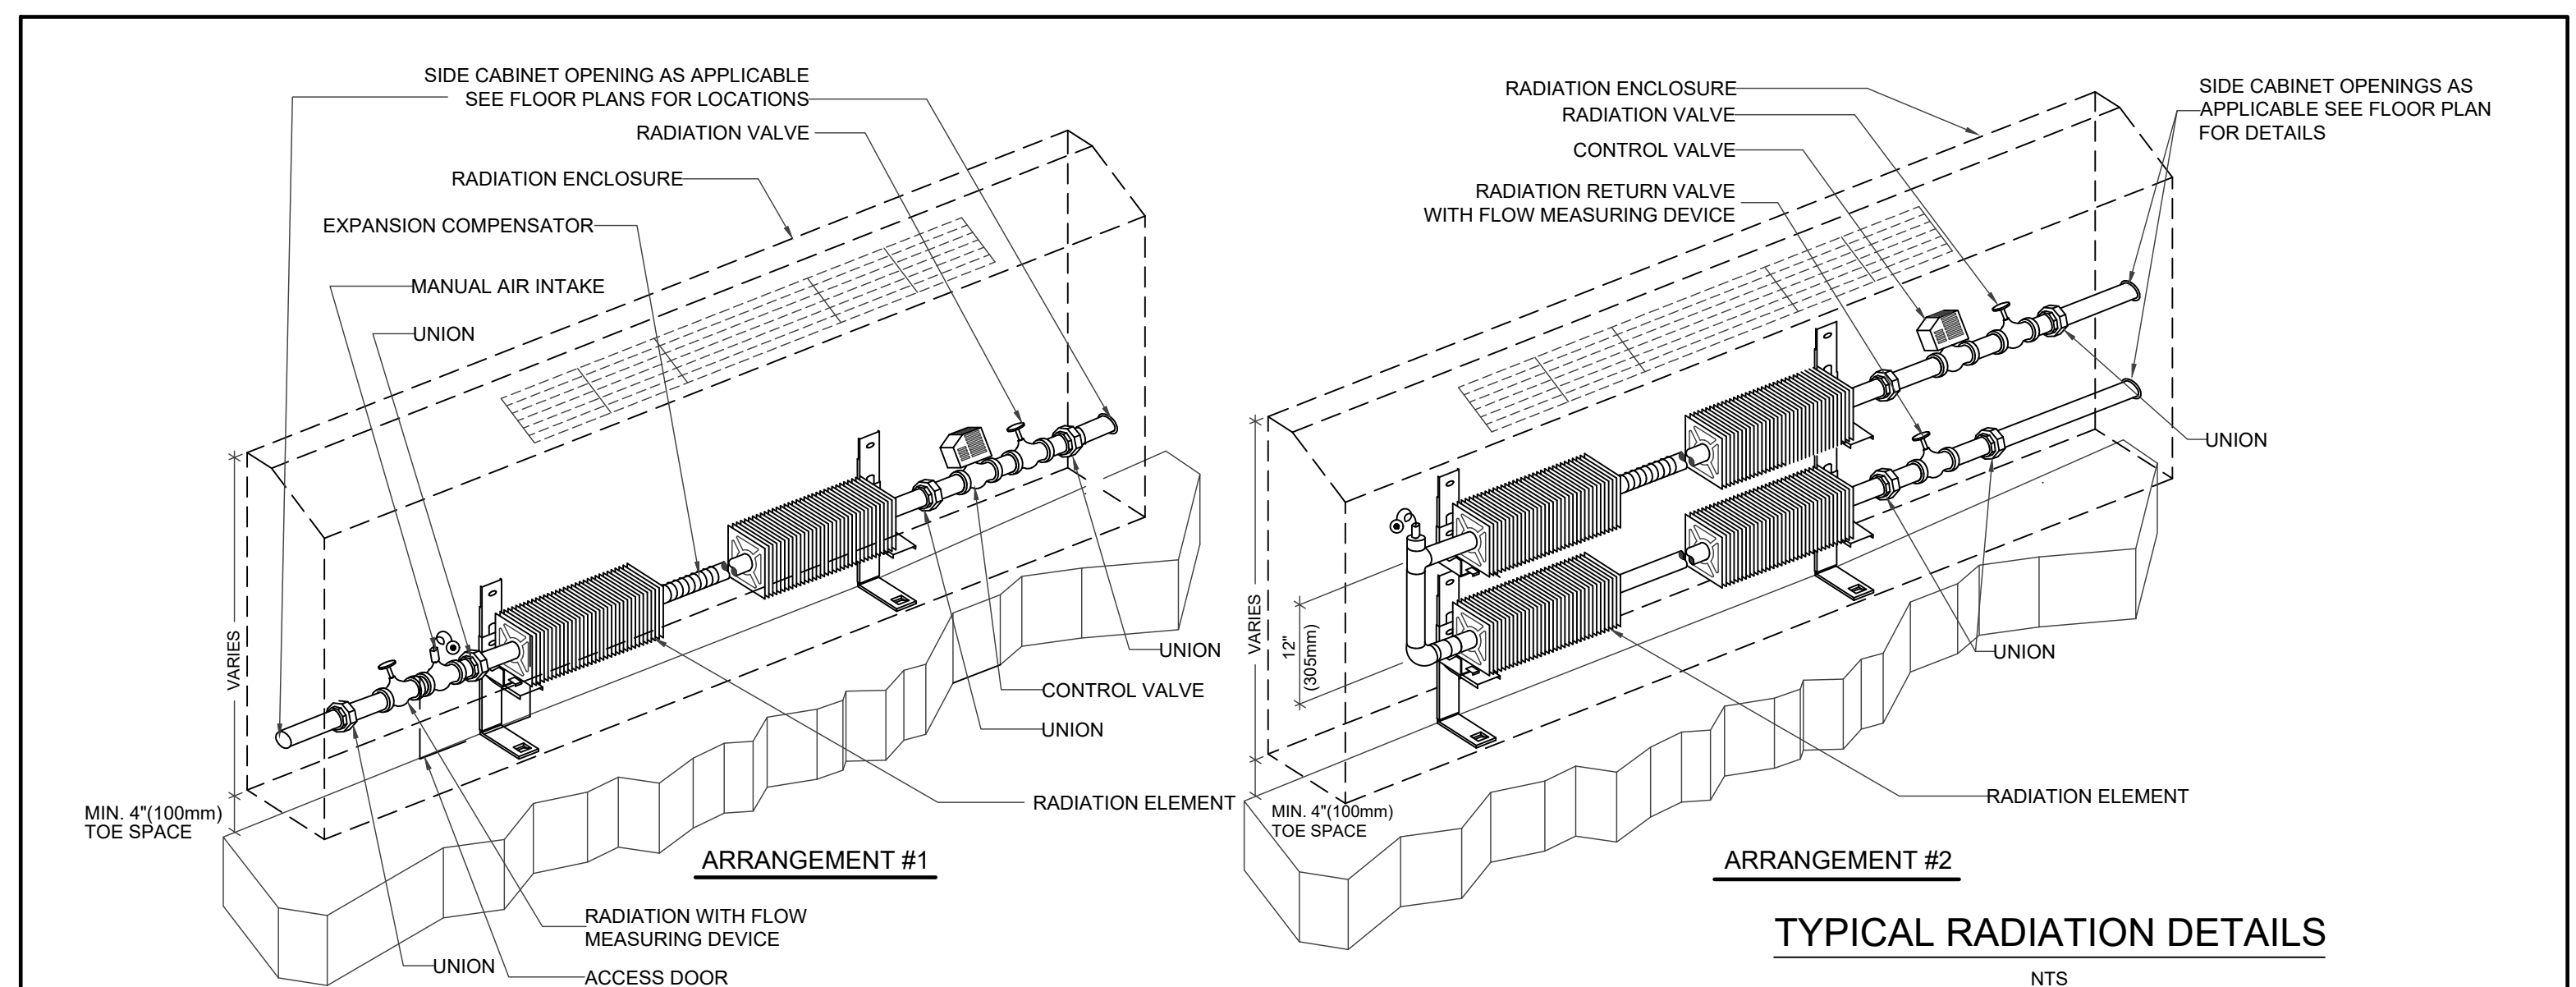 SIDE CABINET OPENING AS APPLICABLE
SEE FLOOR PLANS FOR LOCATIONS
RADIATION VALVE
RADIATION ENCLOSURE
EXPANSION COMPENSATOR
MANUAL AIR INTAKE
UNION
VARIES
MIN. 4"(100mm)
TOE SPACE
UNION
CONTROL VALVE
UNION
RADIATION ELEMENT
ARRANGEMENT #1
RADIATION WITH FLOW
MEASURING DEVICE
UNION
ACCESS DOOR
RADIATION ENCLOSURE
RADIATION VALVE
CONTROL VALVE
RADIATION RETURN VALVE
WITH FLOW MEASURING DEVICE
SIDE CABINET OPENINGS AS
APPLICABLE SEE FLOOR PLAN
FOR DETAILS
UNION
VARIES
12"
(305mm)
UNION
RADIATION ELEMENT
MIN. 4"(100mm)
TOE SPACE
ARRANGEMENT #2
TYPICAL RADIATION DETAILS
NTS